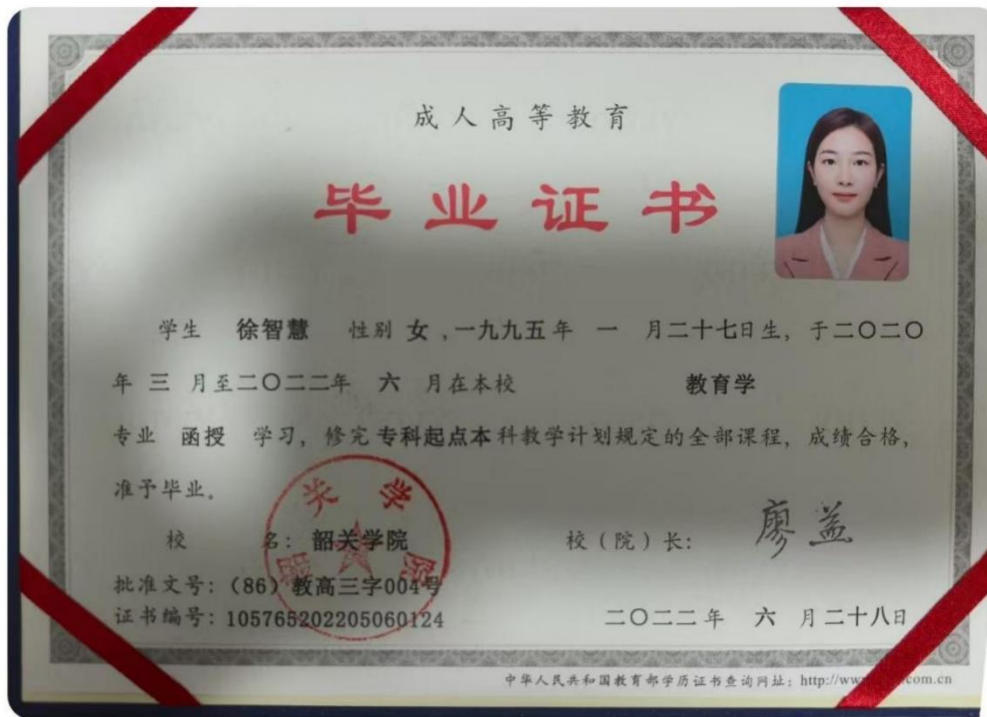 成人高等教育
毕业证书
学生 徐智慧 性别 女 ,一九九五年 一 月二十七日生，于二〇二〇
年 三 月至二〇二二年 六 月在本校 教育学
专业 函授 学习，修完 专科起点本科教学计划规定的全部课程，成绩合格，
准予毕业。
校 名：韶关学院
校（院）长：廖益
韶关学院
批准文号：（86）教高三字004号
证书编号：105765202205060124
二〇二二年 六 月二十八日
中华人民共和国教育部学历证书查询网址：http://ww com.cn